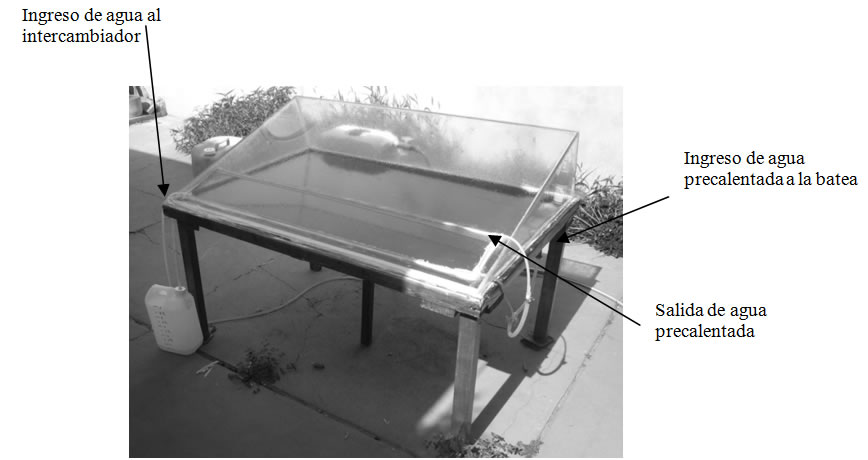 Ingreso de agua al
intercambiador
Ingreso de agua
precalentada a la batea
Salida de agua
precalentada